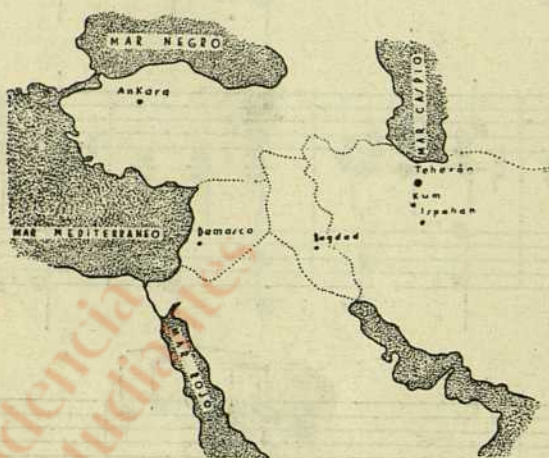 MAR NEGRO
Ankara
MAR CASPIO
Teherán
Kum
Ispahan
MAR MEDITERRANEO
Damasco
Bagdad
MAR ROJO